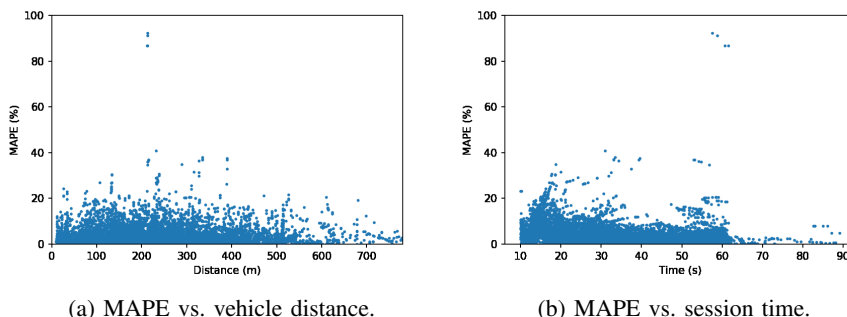 100
80
60
40
20
0
MAPE (%)
0 100 200 300 400 500 600 700
Distance (m)
(a) MAPE vs. vehicle distance.
100
80
60
40
20
0
MAPE (%)
10 20 30 40 50 60 70 80 90
Time (s)
(b) MAPE vs. session time.